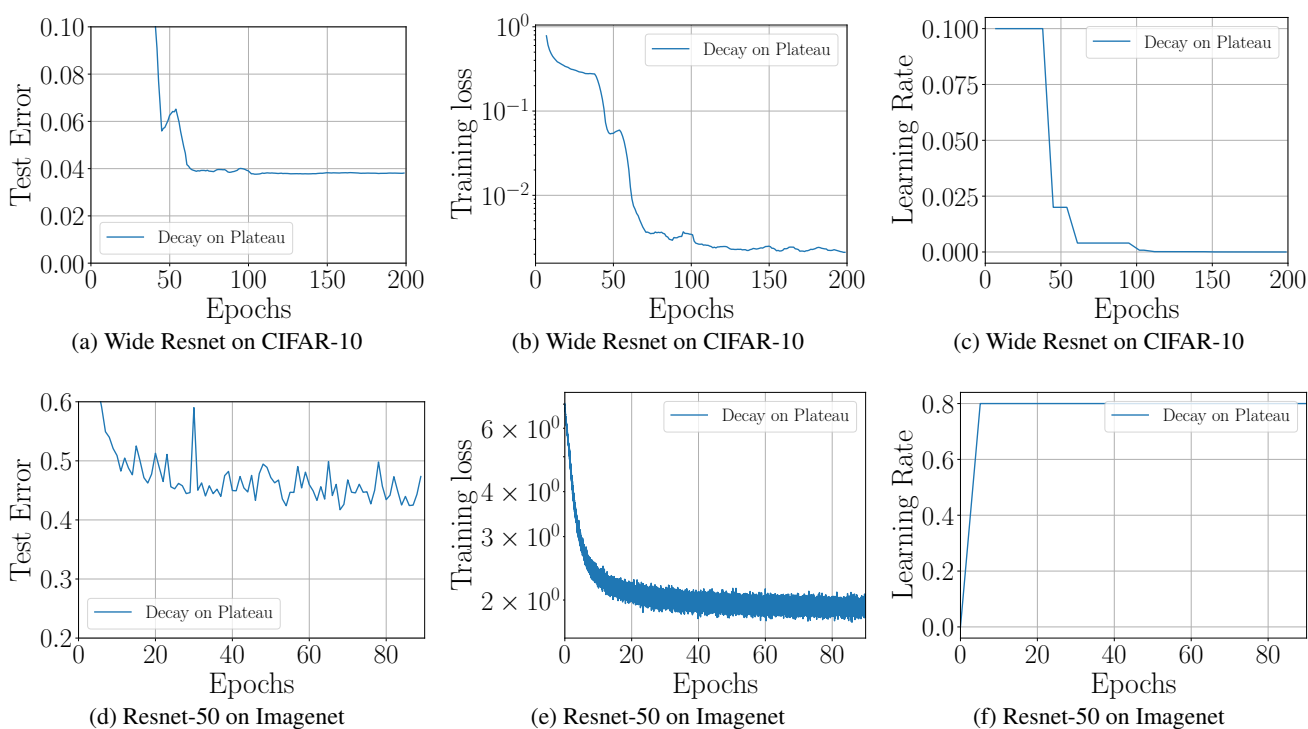 0.10
0.08
0.06
0.04
0.02
0.00
Test Error
Decay on Plateau
0 50 100 150 200
Epochs
(a) Wide Resnet on CIFAR-10
10^0
10^{-1}
10^{-2}
Training loss
Decay on Plateau
0 50 100 150 200
Epochs
(b) Wide Resnet on CIFAR-10
0.100
0.075
0.050
0.025
0.000
Learning Rate
Decay on Plateau
0 50 100 150 200
Epochs
(c) Wide Resnet on CIFAR-10
0.6
0.5
0.4
0.3
0.2
Test Error
Decay on Plateau
0 20 40 60 80
Epochs
(d) Resnet-50 on Imagenet
6 × 10^0
4 × 10^0
3 × 10^0
2 × 10^0
Training loss
Decay on Plateau
0 20 40 60 80
Epochs
(e) Resnet-50 on Imagenet
0.8
0.6
0.4
0.2
0.0
Learning Rate
Decay on Plateau
0 20 40 60 80
Epochs
(f) Resnet-50 on Imagenet